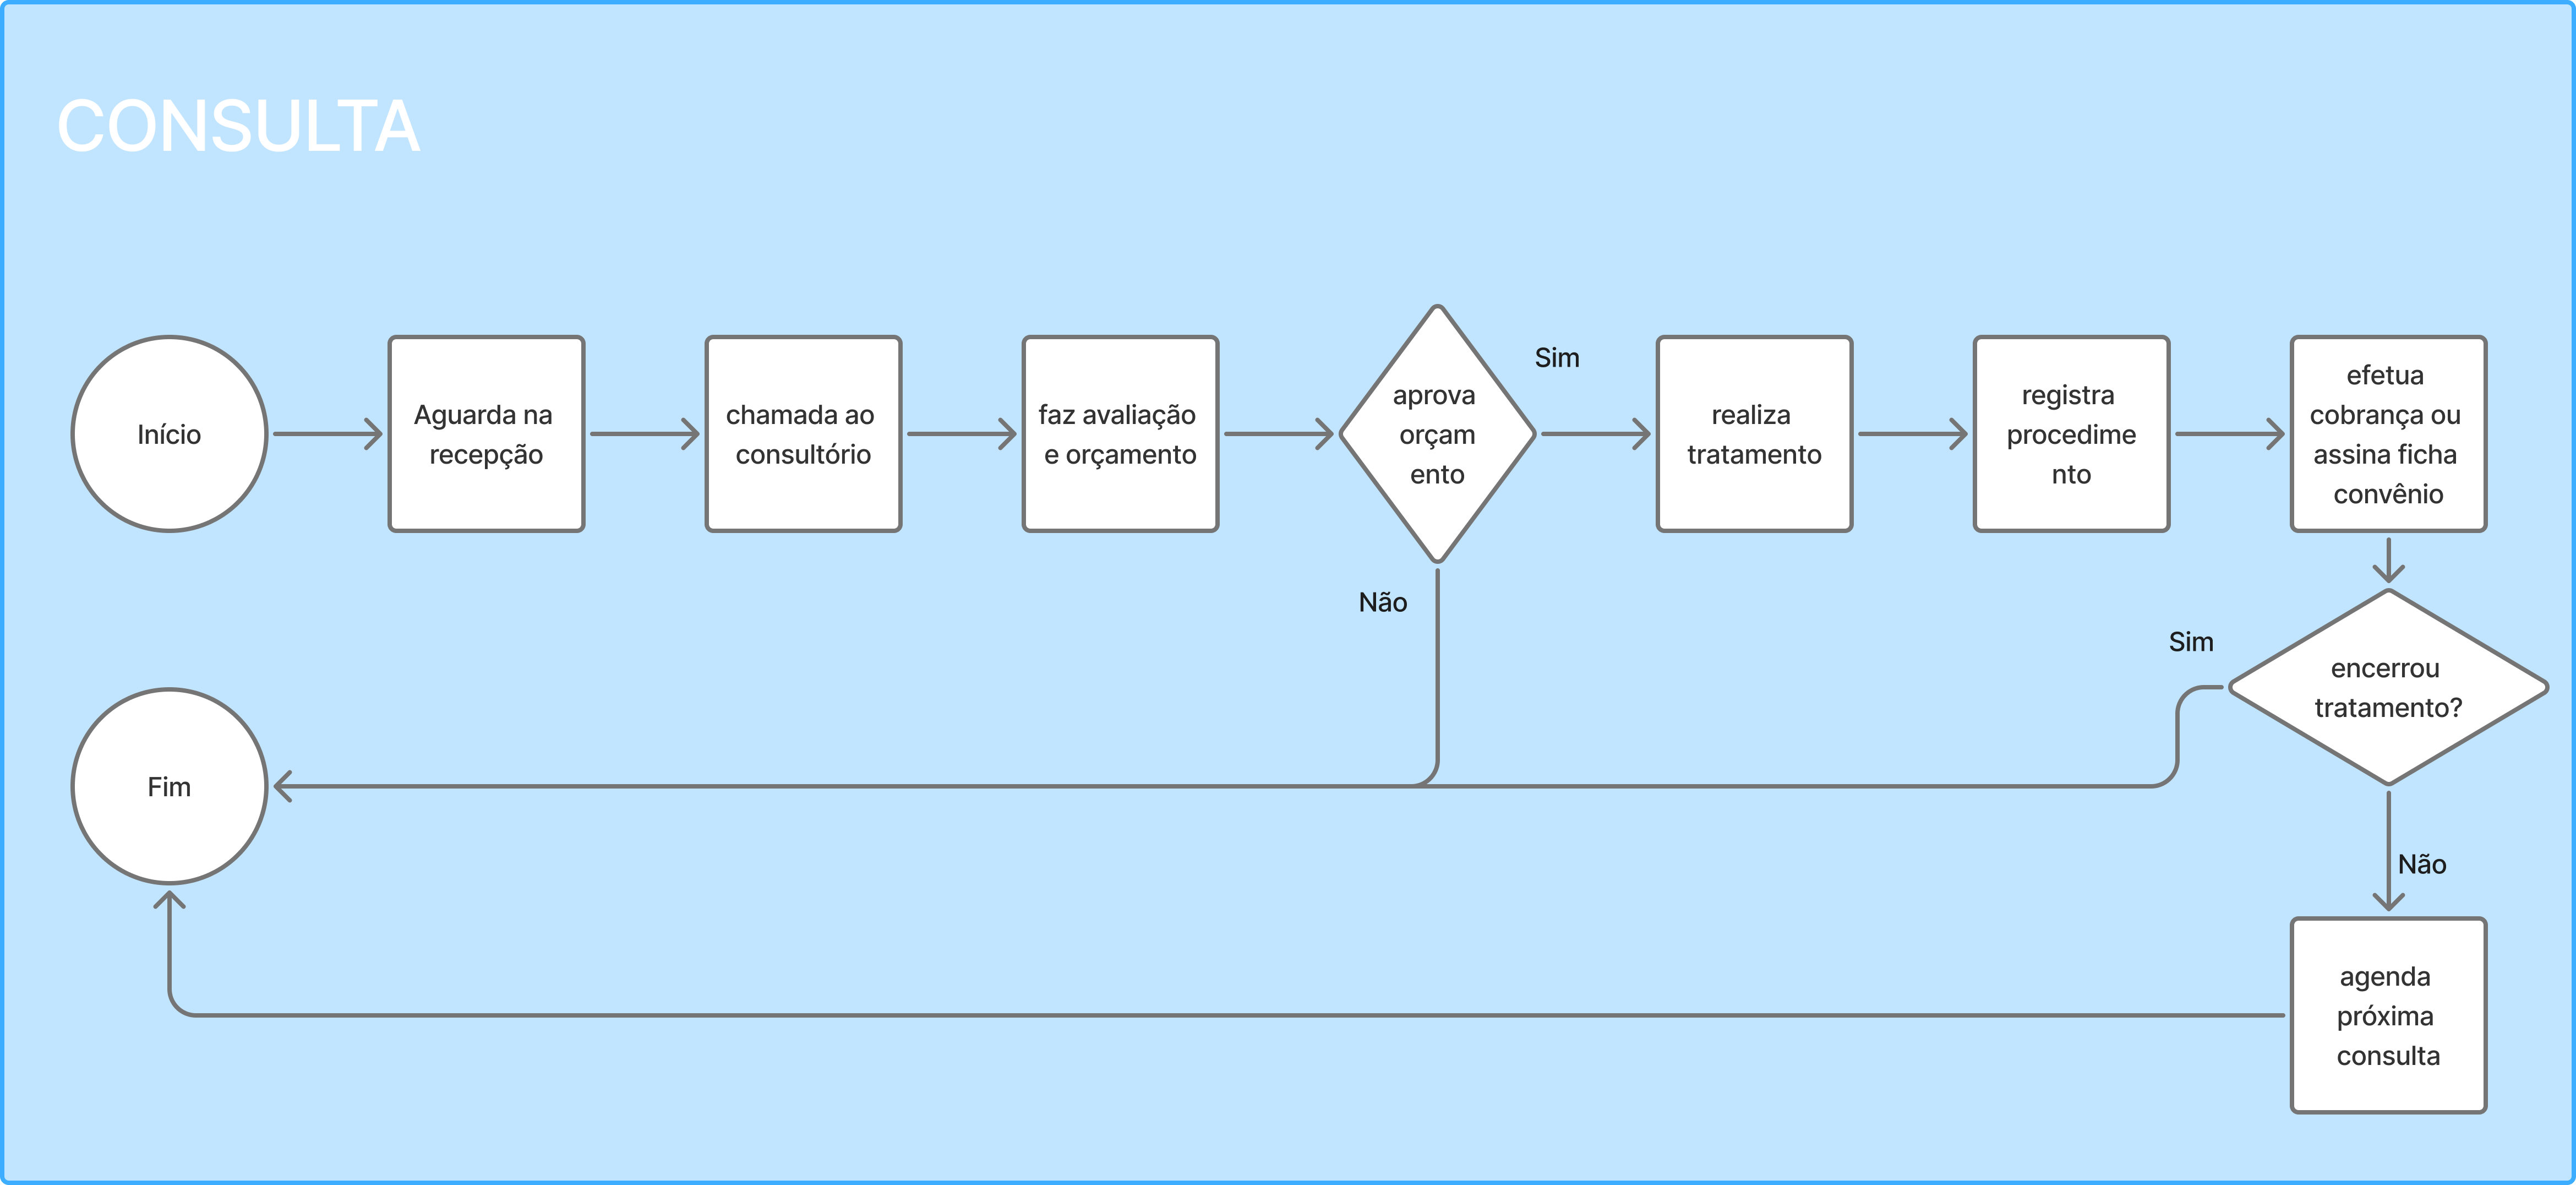 CONSULTA
Início
Aguarda na
recepção
chamada ao
consultório
faz avaliação
e orçamento
aprova
orçam
ento
Sim
Não
realiza
tratamento
registra
procedime
nto
efetua
cobrança ou
assina ficha
convênio
encerrou
tratamento?
Sim
Não
agenda
próxima
consulta
Fim